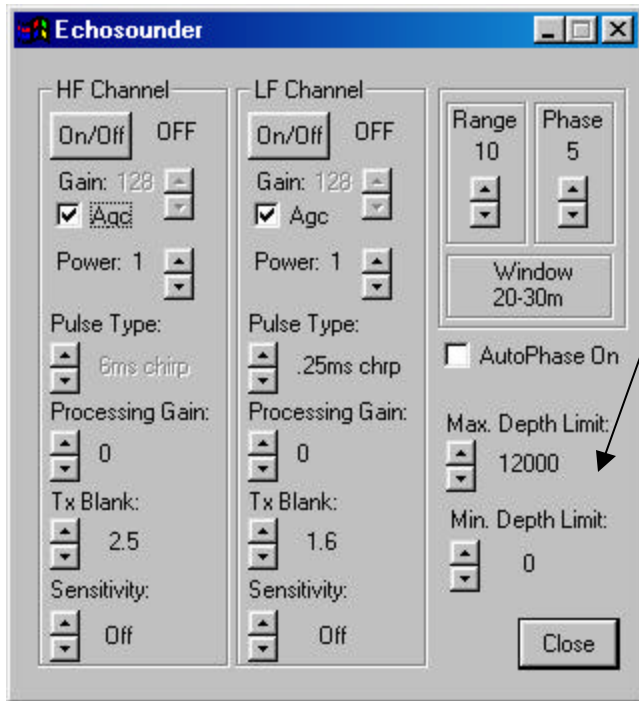 Echosounder
HF Channel
On/Off OFF
Gain: 128
Agc
Power: 1
Pulse Type:
6ms chirp
Processing Gain:
0
Tx Blank:
2.5
Sensitivity:
Off
LF Channel
On/Off OFF
Gain: 128
Agc
Power: 1
Pulse Type:
.25ms chrp
Processing Gain:
0
Tx Blank:
1.6
Sensitivity:
Off
Range
10
Phase
5
Window
20-30m
AutoPhase On
Max. Depth Limit:
12000
Min. Depth Limit:
0
Close